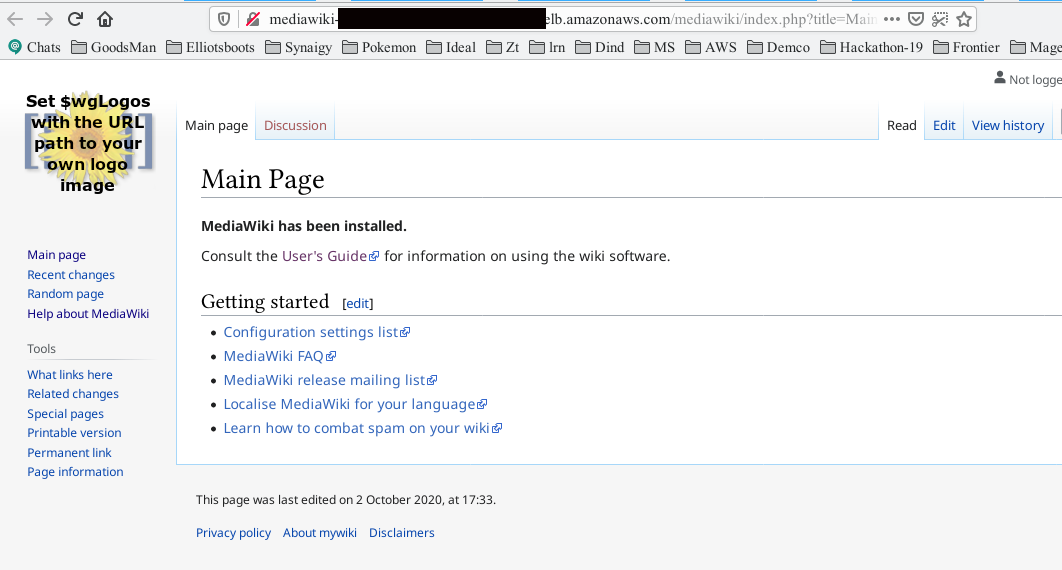 mediawiki- elb.amazonaws.com/mediawiki/index.php?title=Main
Chats GoodsMan Elliotsboots Synaigy Pokemon Ideal Zt lrn Dind MS AWS Demco Hackathon-19 Frontier Mage
Not logge
Set $wgLogos
with the URL
path to your
own logo
image
Main page Discussion Read Edit View history
Main Page
MediaWiki has been installed.
Consult the User's Guide for information on using the wiki software.
Main page
Recent changes
Random page
Help about MediaWiki
Getting started [edit]
Configuration settings list
MediaWiki FAQ
MediaWiki release mailing list
Localise MediaWiki for your language
Learn how to combat spam on your wiki
Tools
What links here
Related changes
Special pages
Printable version
Permanent link
Page information
This page was last edited on 2 October 2020, at 17:33.
Privacy policy About mywiki Disclaimers